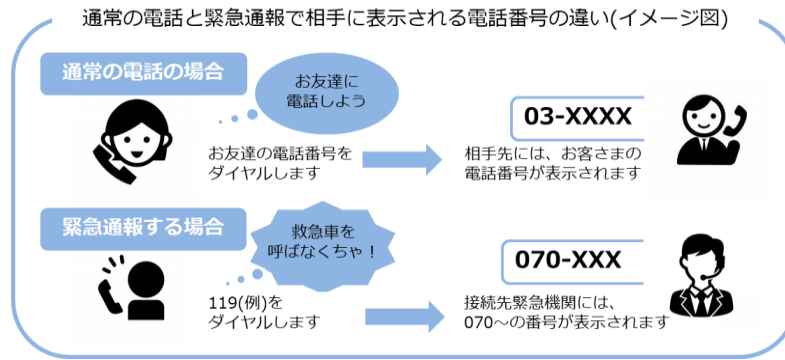 通常の電話と緊急通報で相手に表示される電話番号の違い(イメージ図)
通常の電話の場合
お友達に
電話しよう
お友達の電話番号を
ダイヤルします
03-XXXX
相手先には、お客さまの
電話番号が表示されます
緊急通報する場合
救急車を
呼ばなくちゃ！
119(例)を
ダイヤルします
070-XXX
接続先緊急機関には、
070～の番号が表示されます